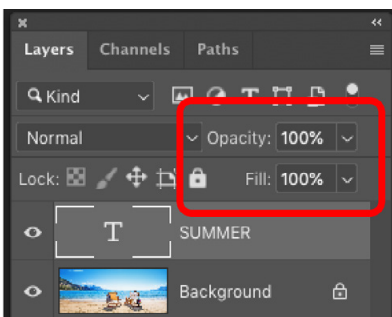 Layers Channels Paths
Kind
Normal Opacity: 100%
Lock: Fill: 100%
T SUMMER
Background